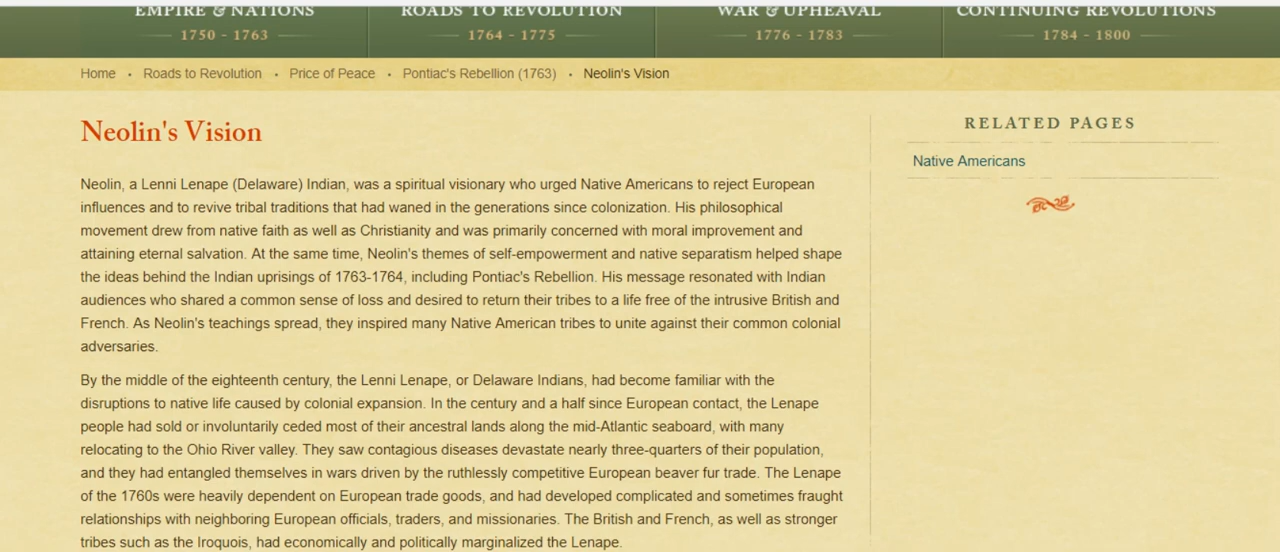 EMPIRE & NATIONS
1750 - 1763
ROADS TO REVOLUTION
1764 - 1775
WAR & UPHEAVAL
1776 - 1783
CONTINUING REVOLUTIONS
1784 - 1800
Home • Roads to Revolution • Price of Peace • Pontiac's Rebellion (1763) • Neolin's Vision
Neolin's Vision
Neolin, a Lenni Lenape (Delaware) Indian, was a spiritual visionary who urged Native Americans to reject European
influences and to revive tribal traditions that had waned in the generations since colonization. His philosophical
movement drew from native faith as well as Christianity and was primarily concerned with moral improvement and
attaining eternal salvation. At the same time, Neolin's themes of self-empowerment and native separatism helped shape
the ideas behind the Indian uprisings of 1763-1764, including Pontiac's Rebellion. His message resonated with Indian
audiences who shared a common sense of loss and desired to return their tribes to a life free of the intrusive British and
French. As Neolin's teachings spread, they inspired many Native American tribes to unite against their common colonial
adversaries.
By the middle of the eighteenth century, the Lenni Lenape, or Delaware Indians, had become familiar with the
disruptions to native life caused by colonial expansion. In the century and a half since European contact, the Lenape
people had sold or involuntarily ceded most of their ancestral lands along the mid-Atlantic seaboard, with many
relocating to the Ohio River valley. They saw contagious diseases devastate nearly three-quarters of their population,
and they had entangled themselves in wars driven by the ruthlessly competitive European beaver fur trade. The Lenape
of the 1760s were heavily dependent on European trade goods, and had developed complicated and sometimes fraught
relationships with neighboring European officials, traders, and missionaries. The British and French, as well as stronger
tribes such as the Iroquois, had economically and politically marginalized the Lenape.
RELATED PAGES
Native Americans